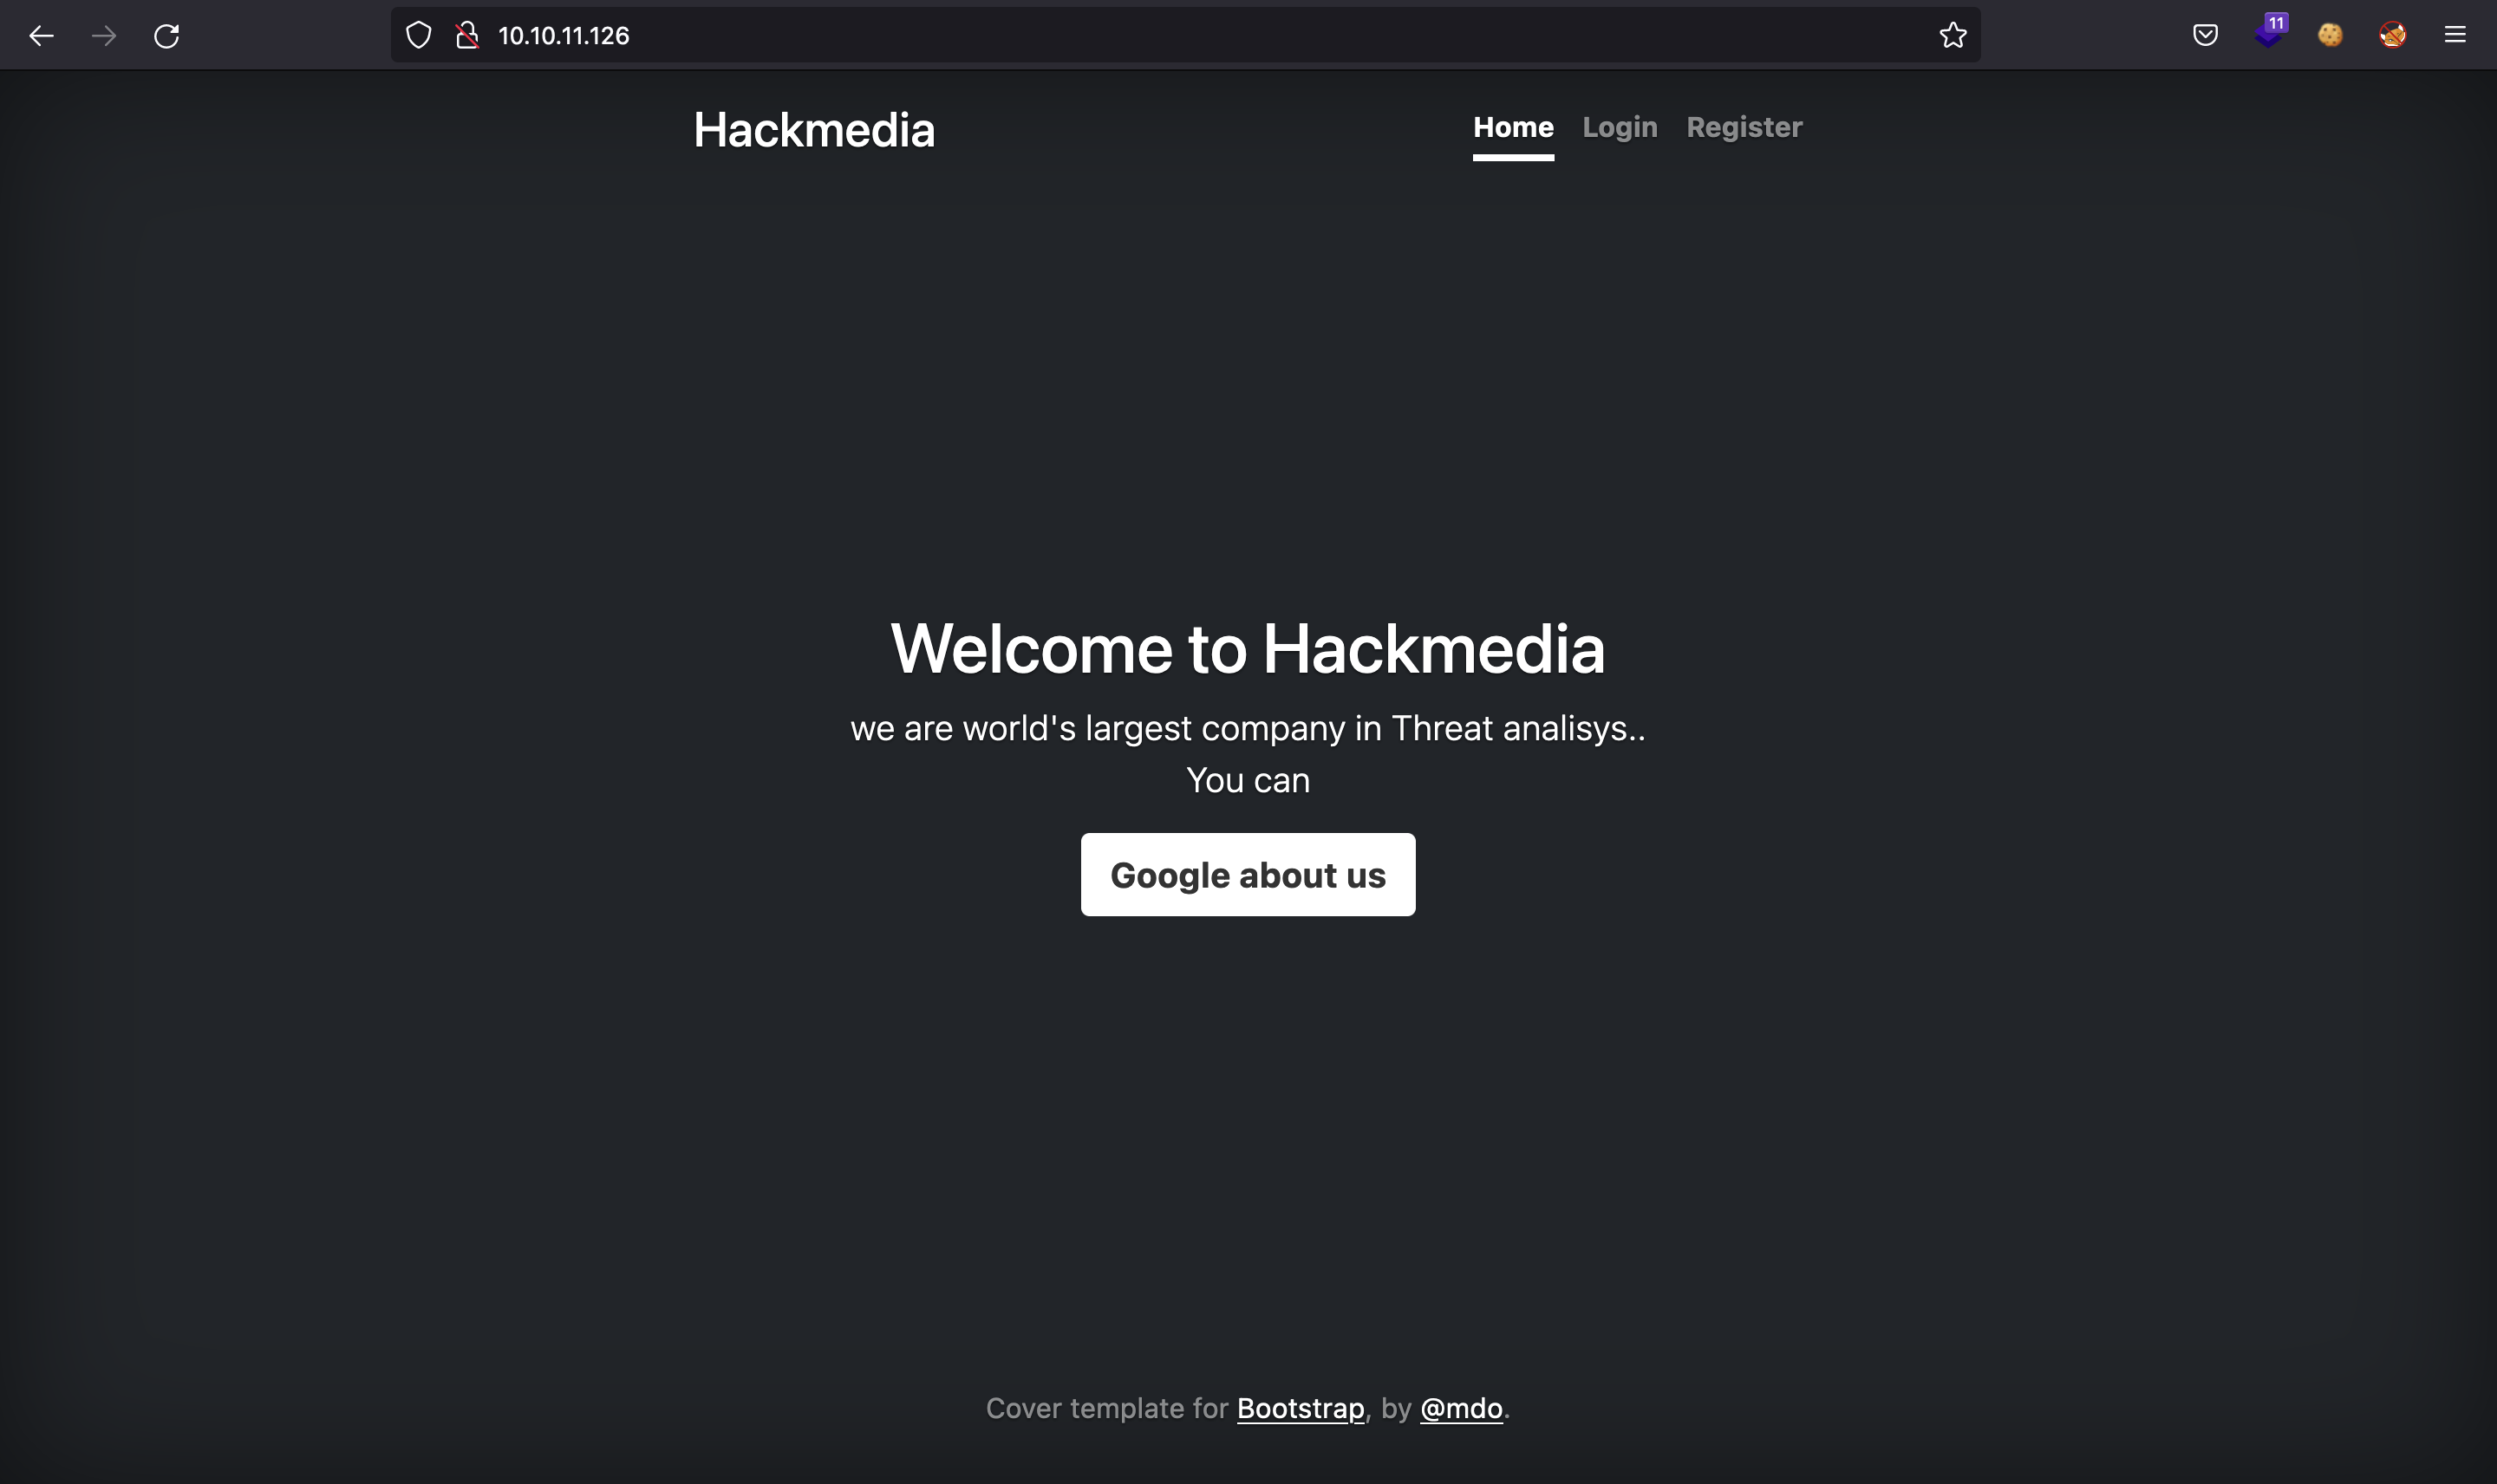 10.10.11.126
11
Hackmedia
Home Login Register
Welcome to Hackmedia
we are world's largest company in Threat analisys..
You can
Google about us
Cover template for Bootstrap, by @mdo.